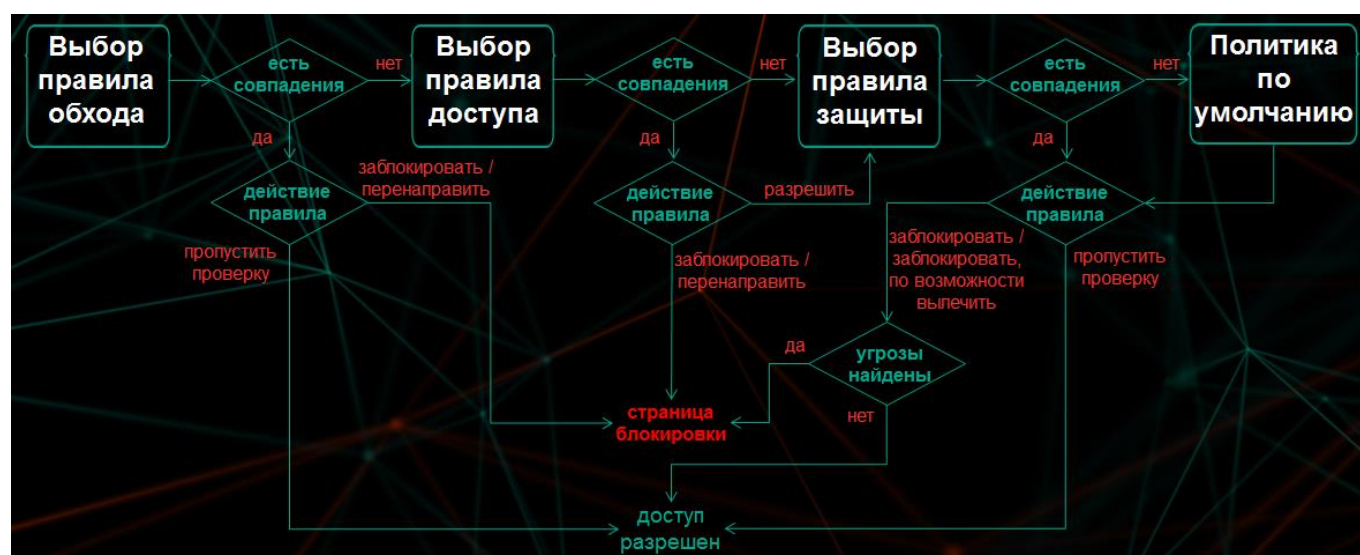 Выбор
правила
обхода
есть
совпадения
нет
да
действие
правила
заблокировать /
перенаправить
пропустить
проверку
Выбор
правила
доступа
есть
совпадения
нет
да
действие
правила
разрешить
заблокировать /
перенаправить
Выбор
правила
защиты
есть
совпадения
нет
да
действие
правила
заблокировать /
заблокировать,
по возможности
вылечить
пропустить
проверку
Политика
по
умолчанию
угрозы
найдены
да
нет
страница
блокировки
доступ
разрешен